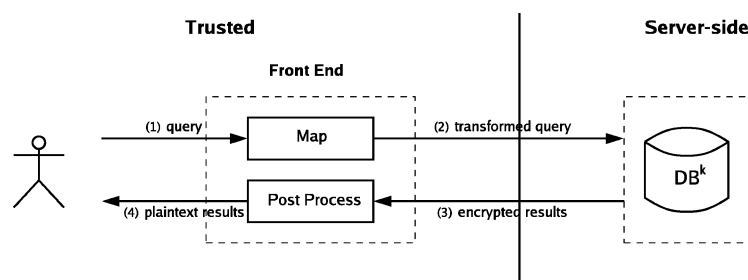 Trusted
Server-side
Front End
(1) query
Map
(2) transformed query
DBk
Post Process
(4) plaintext results
(3) encrypted results